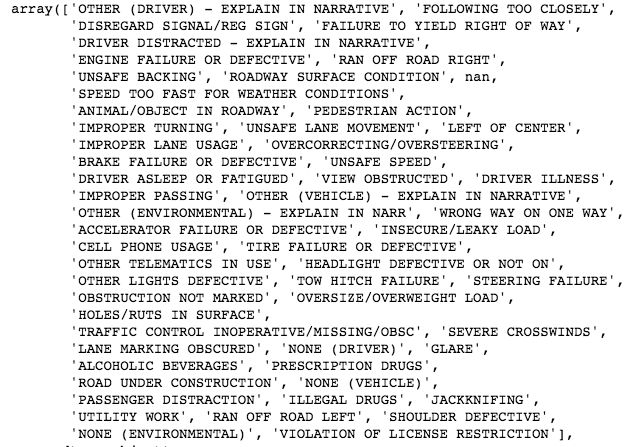 array(['OTHER (DRIVER) - EXPLAIN IN NARRATIVE', 'FOLLOWING TOO CLOSELY',
'DISREGARD SIGNAL/REG SIGN', 'FAILURE TO YIELD RIGHT OF WAY',
'DRIVER DISTRACTED - EXPLAIN IN NARRATIVE',
'ENGINE FAILURE OR DEFECTIVE', 'RAN OFF ROAD RIGHT',
'UNSAFE BACKING', 'ROADWAY SURFACE CONDITION', nan,
'SPEED TOO FAST FOR WEATHER CONDITIONS',
'ANIMAL/OBJECT IN ROADWAY', 'PEDESTRIAN ACTION',
'IMPROPER TURNING', 'UNSAFE LANE MOVEMENT', 'LEFT OF CENTER',
'IMPROPER LANE USAGE', 'OVERCORRECTING/OVERSTEERING',
'BRAKE FAILURE OR DEFECTIVE', 'UNSAFE SPEED',
'DRIVER ASLEEP OR FATIGUED', 'VIEW OBSTRUCTED', 'DRIVER ILLNESS',
'IMPROPER PASSING', 'OTHER (VEHICLE) - EXPLAIN IN NARRATIVE',
'OTHER (ENVIRONMENTAL) - EXPLAIN IN NARR', 'WRONG WAY ON ONE WAY',
'ACCELERATOR FAILURE OR DEFECTIVE', 'INSECURE/LEAKY LOAD',
'CELL PHONE USAGE', 'TIRE FAILURE OR DEFECTIVE',
'OTHER TELEMATICS IN USE', 'HEADLIGHT DEFECTIVE OR NOT ON',
'OTHER LIGHTS DEFECTIVE', 'TOW HITCH FAILURE', 'STEERING FAILURE',
'OBSTRUCTION NOT MARKED', 'OVERSIZE/OVERWEIGHT LOAD',
'HOLES/RUTS IN SURFACE',
'TRAFFIC CONTROL INOPERATIVE/MISSING/OBSC', 'SEVERE CROSSWINDS',
'LANE MARKING OBSCURED', 'NONE (DRIVER)', 'GLARE',
'ALCOHOLIC BEVERAGES', 'PRESCRIPTION DRUGS',
'ROAD UNDER CONSTRUCTION', 'NONE (VEHICLE)',
'PASSENGER DISTRACTION', 'ILLEGAL DRUGS', 'JACKKNIFING',
'UTILITY WORK', 'RAN OFF ROAD LEFT', 'SHOULDER DEFECTIVE',
'NONE (ENVIRONMENTAL)', 'VIOLATION OF LICENSE RESTRICTION'],